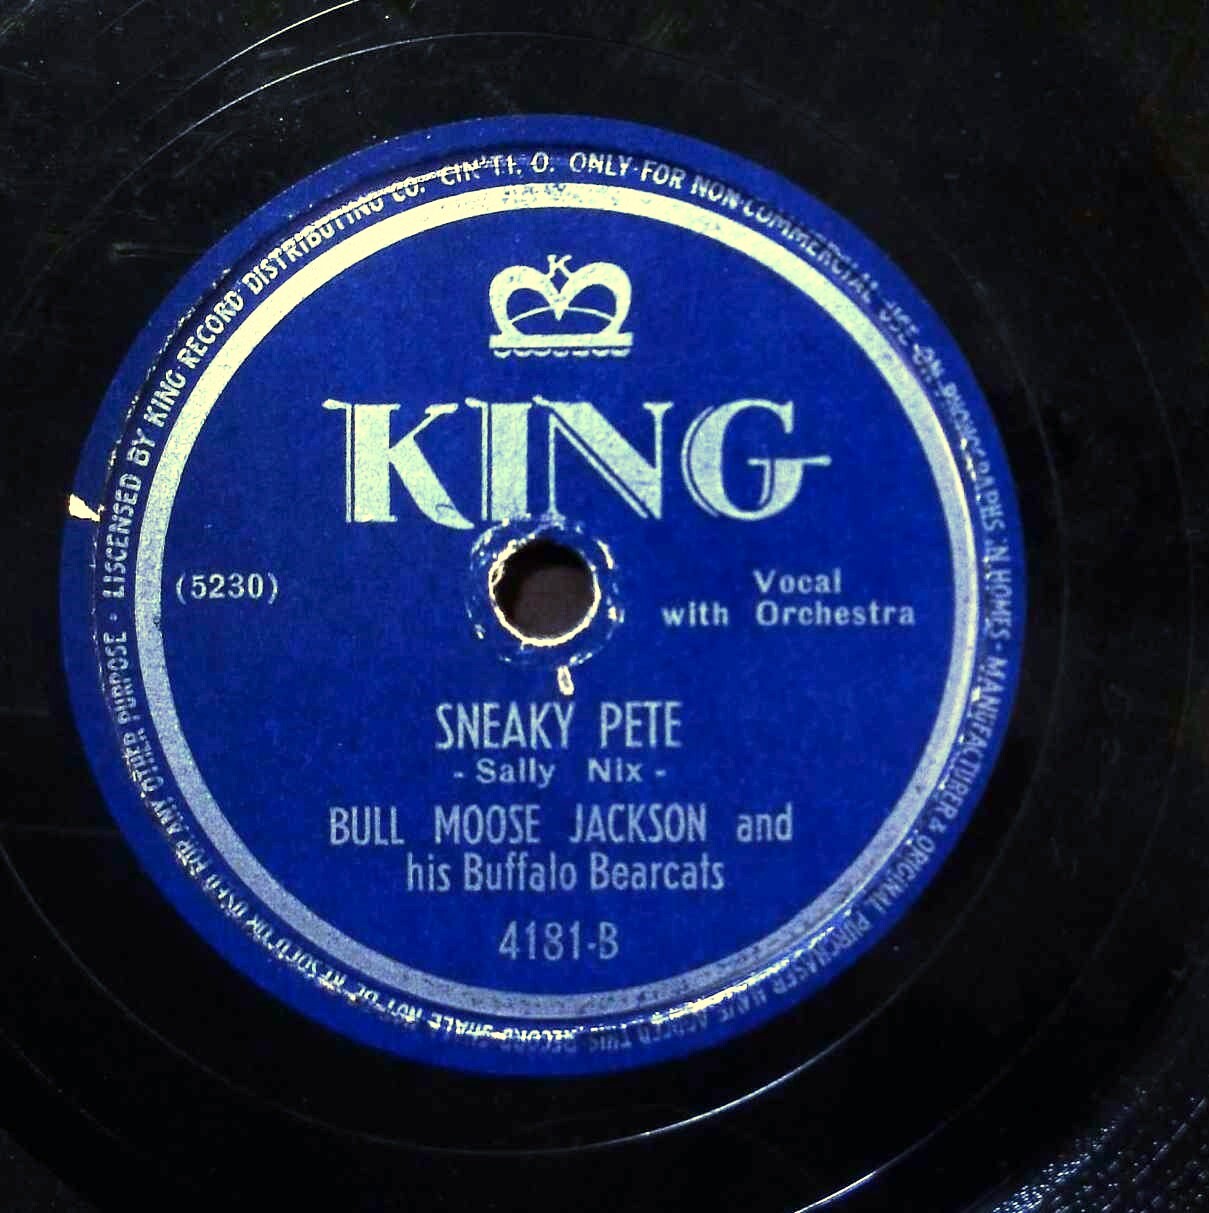 LISCENSED BY KING RECORD DISTRIBUTING CO. CIN'TI, O. ONLY FOR NON-COMMERCIAL USE ON PHONOGRAPHS IN HOMES - MANUFACTURER & ORIGINAL PURCHASER HAVE AGREED THIS RECORD SHALL NOT BE RESOLD OR USED FOR ANY OTHER PURPOSE -
K
KING
(5230)
Vocal
with Orchestra
SNEAKY PETE
- Sally Nix -
BULL MOOSE JACKSON and
his Buffalo Bearcats
4181-B